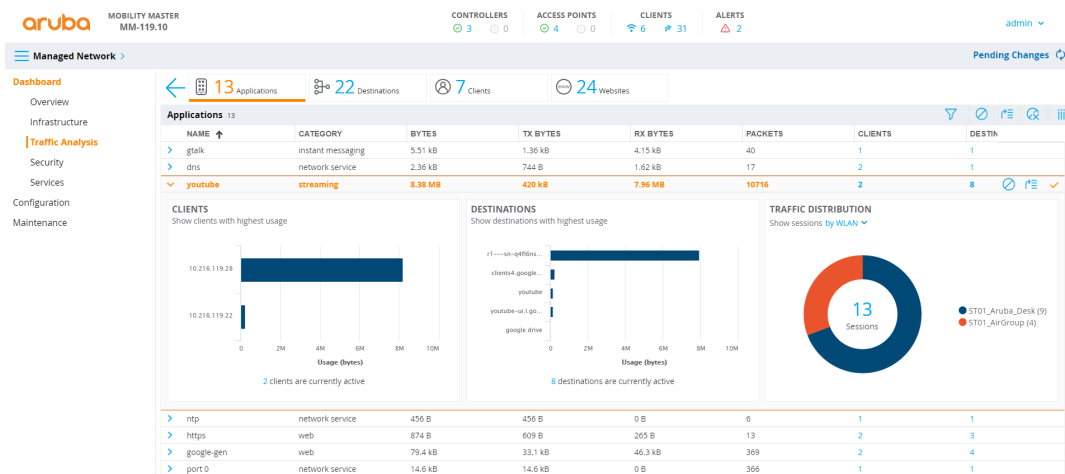 aruba
MOBILITY MASTER
MM-119.10
CONTROLLERS
3 0
ACCESS POINTS
4 0
CLIENTS
6 31
ALERTS
2
admin
Managed Network >
Pending Changes
Dashboard
Overview
Infrastructure
Traffic Analysis
Security
Services
Configuration
Maintenance
13 Applications
22 Destinations
7 Clients
www 24 Websites
Applications 13
NAME CATEGORY BYTES TX BYTES RX BYTES PACKETS CLIENTS DESTIN
gtalk instant messaging 5.51 kB 1.36 kB 4.15 kB 40 1 1
dns network service 2.36 kB 744 B 1.62 kB 17 2 1
youtube streaming 8.38 MB 420 kB 7.96 MB 10716 2 8
CLIENTS
Show clients with highest usage
10.216.119.28
10.216.119.22
0 2M 4M 6M 8M 10M
Usage (bytes)
2 clients are currently active
DESTINATIONS
Show destinations with highest usage
r1---sn-q4fl6ns...
clients4.google...
youtube
youtube-ui.l.go...
google drive
0 2M 4M 6M 8M 10M
Usage (bytes)
8 destinations are currently active
TRAFFIC DISTRIBUTION
Show sessions by WLAN
13
Sessions
ST01_Aruba_Desk (9)
ST01_AirGroup (4)
ntp network service 456 B 456 B 0 B 6 1 1
https web 874 B 609 B 265 B 13 2 3
google-gen web 79.4 kB 33.1 kB 46.3 kB 369 2 4
port 0 network service 14.6 kB 14.6 kB 0 B 366 1 1